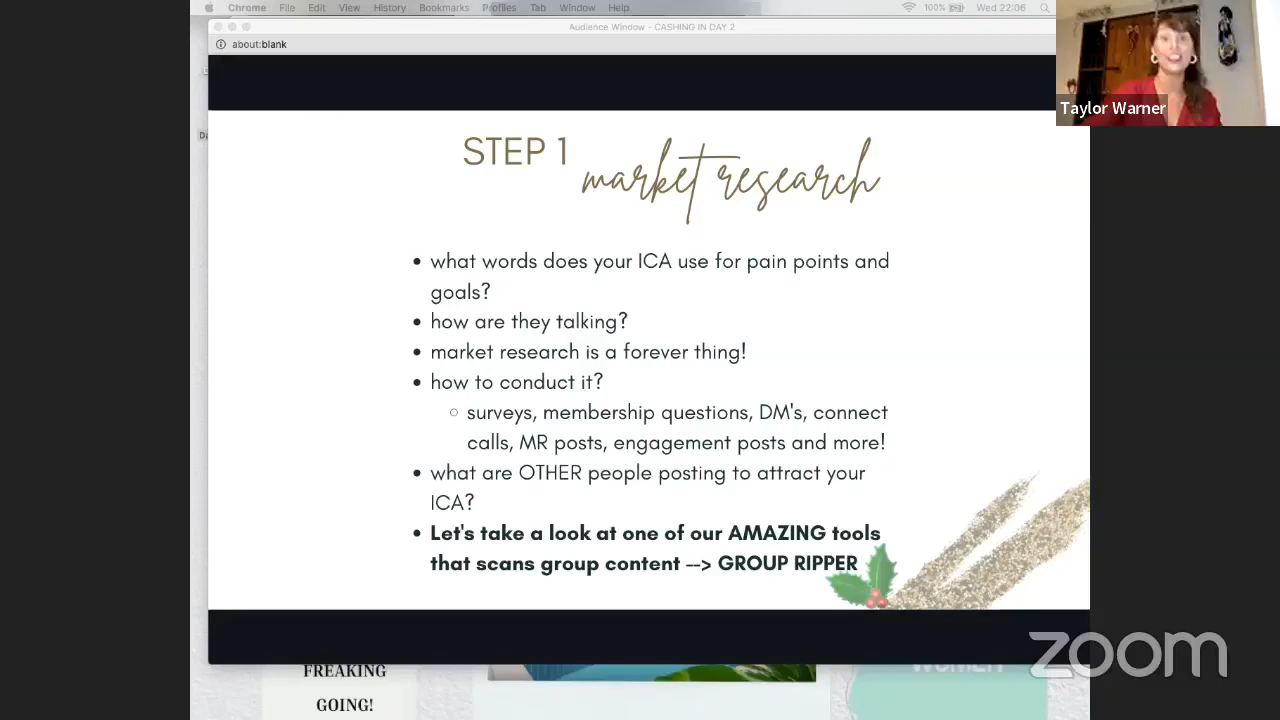 Chrome File Edit View History Bookmarks Profiles Tab Window Help 100% Wed 22:06
Audience Window - CASHING IN DAY 2
about:blank
Taylor Warner
STEP 1 market research
• what words does your ICA use for pain points and
goals?
• how are they talking?
• market research is a forever thing!
• how to conduct it?
○ surveys, membership questions, DM's, connect
calls, MR posts, engagement posts and more!
• what are OTHER people posting to attract your
ICA?
• Let's take a look at one of our AMAZING tools
that scans group content --> GROUP RIPPER
zoom
FREAKING
WOMEN
GOING!